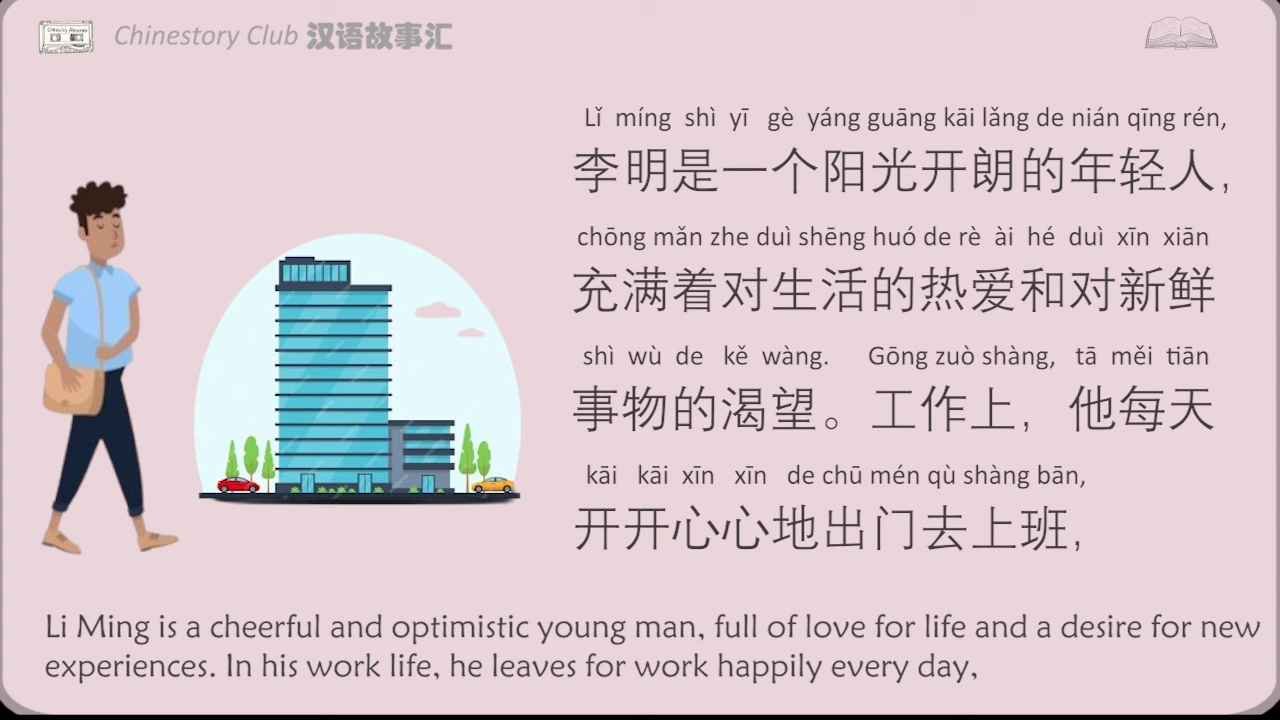 Chinestory Club 汉语故事汇
Lǐ míng shì yī gè yáng guāng kāi lǎng de nián qīng rén,
李明是一个阳光开朗的年轻人，
chōng mǎn zhe duì shēng huó de rè ài hé duì xīn xiān
充满着对生活的热爱和对新鲜
shì wù de kě wàng. Gōng zuò shàng, tā měi tiān
事物的渴望。工作上，他每天
kāi kāi xīn xīn de chū mén qù shàng bān,
开开心心地出门去上班，
Li Ming is a cheerful and optimistic young man, full of love for life and a desire for new
experiences. In his work life, he leaves for work happily every day,